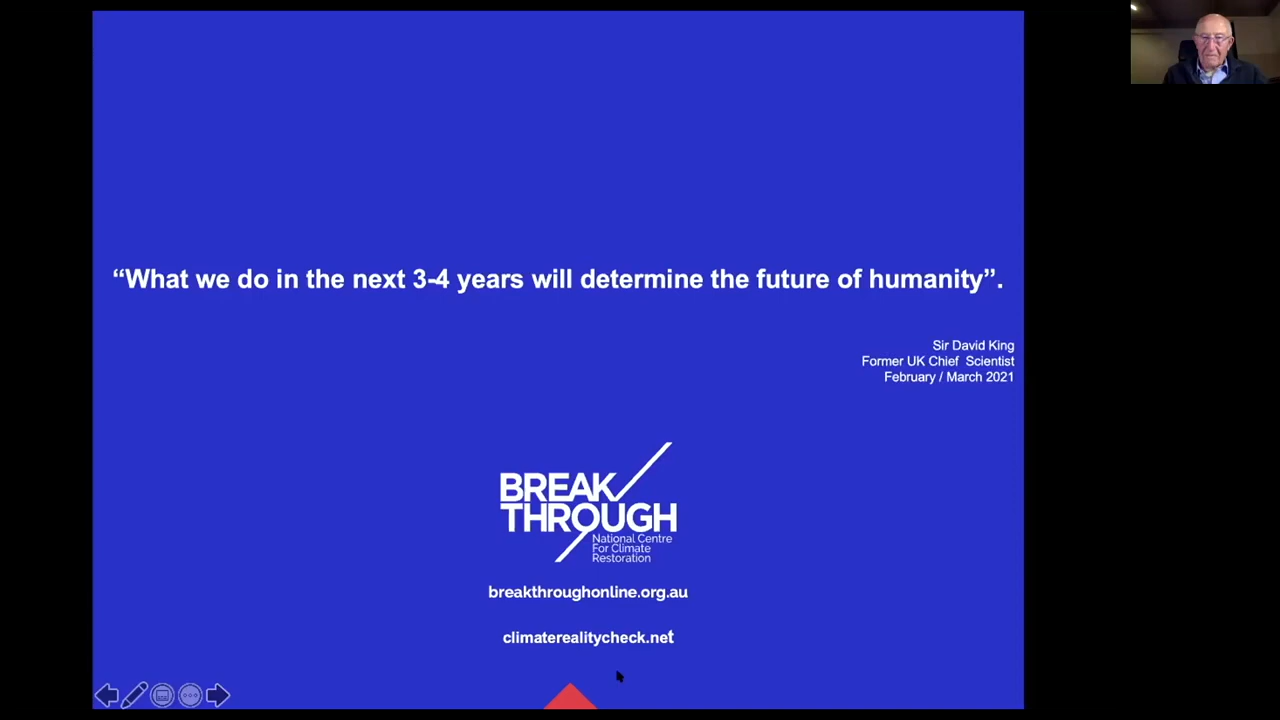 “What we do in the next 3-4 years will determine the future of humanity”.
Sir David King
Former UK Chief Scientist
February / March 2021
BREAK
THROUGH
National Centre
For Climate
Restoration
breakthroughonline.org.au
climaterealitycheck.net